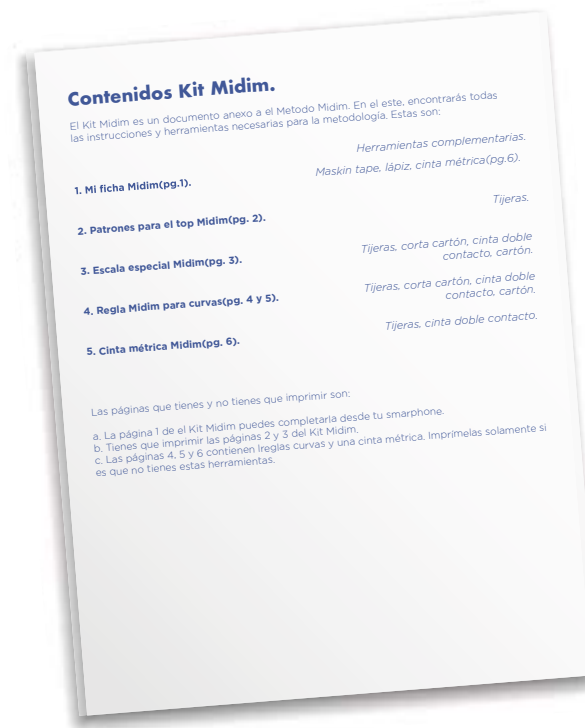 Contenidos Kit Midim.
El Kit Midim es un documento anexo a el Metodo Midim. En el este, encontrarás todas
las instrucciones y herramientas necesarias para la metodología. Estas son:
Herramientas complementarias.
1. Mi ficha Midim(pg.1).
Maskin tape, lápiz, cinta métrica(pg.6).
2. Patrones para el top Midim(pg. 2).
Tijeras.
3. Escala especial Midim(pg. 3).
Tijeras, corta cartón, cinta doble
contacto, cartón.
4. Regla Midim para curvas(pg. 4 y 5).
Tijeras, corta cartón, cinta doble
contacto, cartón.
5. Cinta métrica Midim(pg. 6).
Tijeras, cinta doble contacto.
Las páginas que tienes y no tienes que imprimir son:
a. La página 1 de el Kit Midim puedes completarla desde tu smarphone.
b. Tienes que imprimir las páginas 2 y 3 del Kit Midim.
c. Las páginas 4, 5 y 6 contienen lreglas curvas y una cinta métrica. Imprímelas solamente si
es que no tienes estas herramientas.